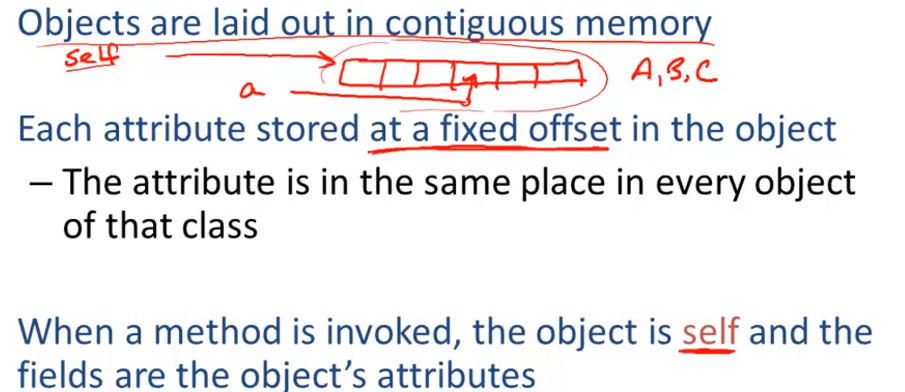 Objects are laid out in contiguous memory
self
A, B, C
a
Each attribute stored at a fixed offset in the object
– The attribute is in the same place in every object
of that class
When a method is invoked, the object is self and the
fields are the object's attributes